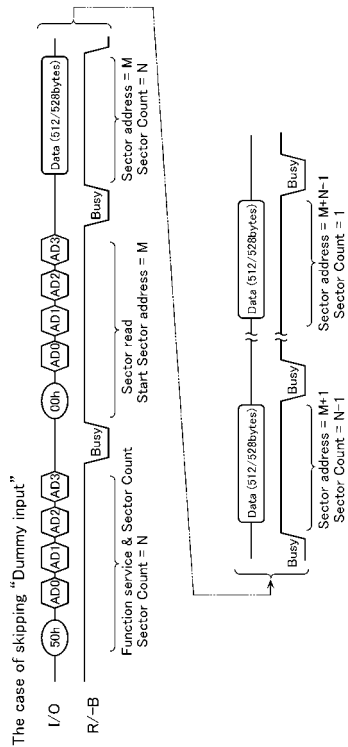 The case of skipping “Dummy input”
I/O
50h
AD0
AD1
AD2
AD3
00h
AD0
AD1
AD2
AD3
Data (512/528bytes)
R/-B
Busy
Busy
Function service & Sector Count
Sector Count = N
Sector read
Start Sector address = M
Sector address = M
Sector Count = N
Data (512/528bytes)
Data (512/528bytes)
Busy
Busy
Busy
Sector address = M+1
Sector Count = N-1
Sector address = M+N-1
Sector Count = 1